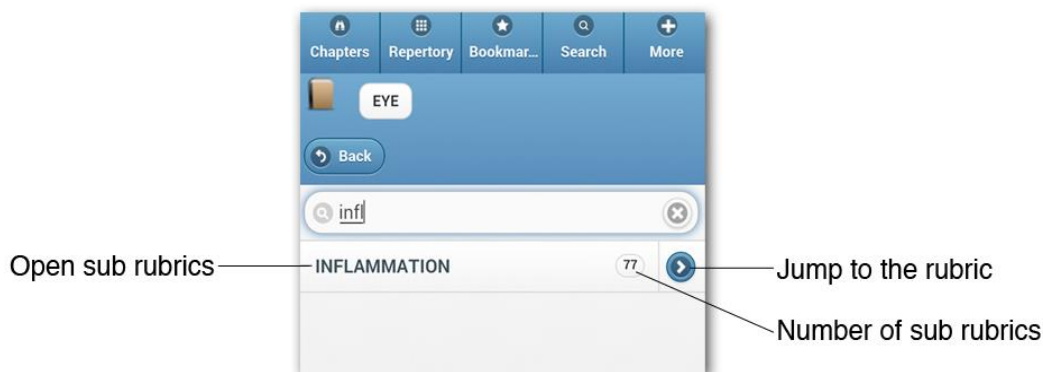 Chapters Repertory Bookmar... Search More
EYE
Back
infl
Open sub rubrics INFLAMMATION 77 Jump to the rubric
Number of sub rubrics